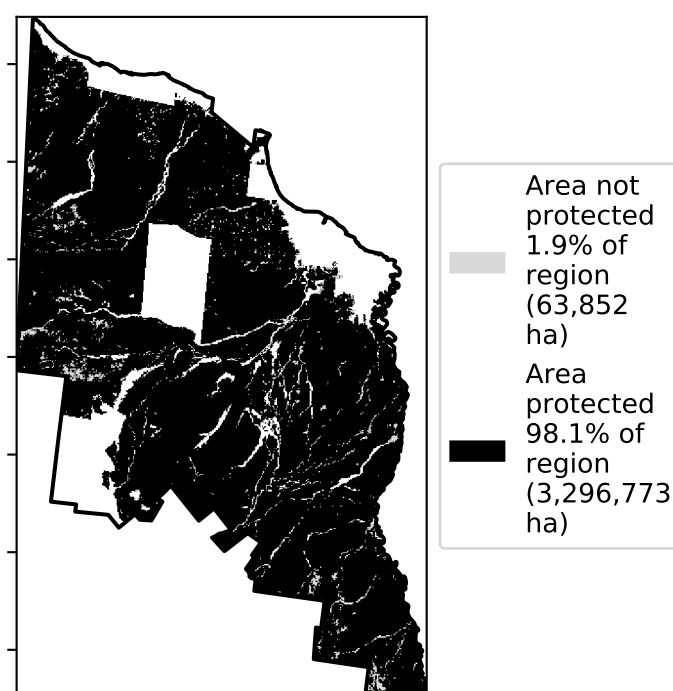 Area not
protected
1.9% of
region
(63,852
ha)
Area
protected
98.1% of
region
(3,296,773
ha)